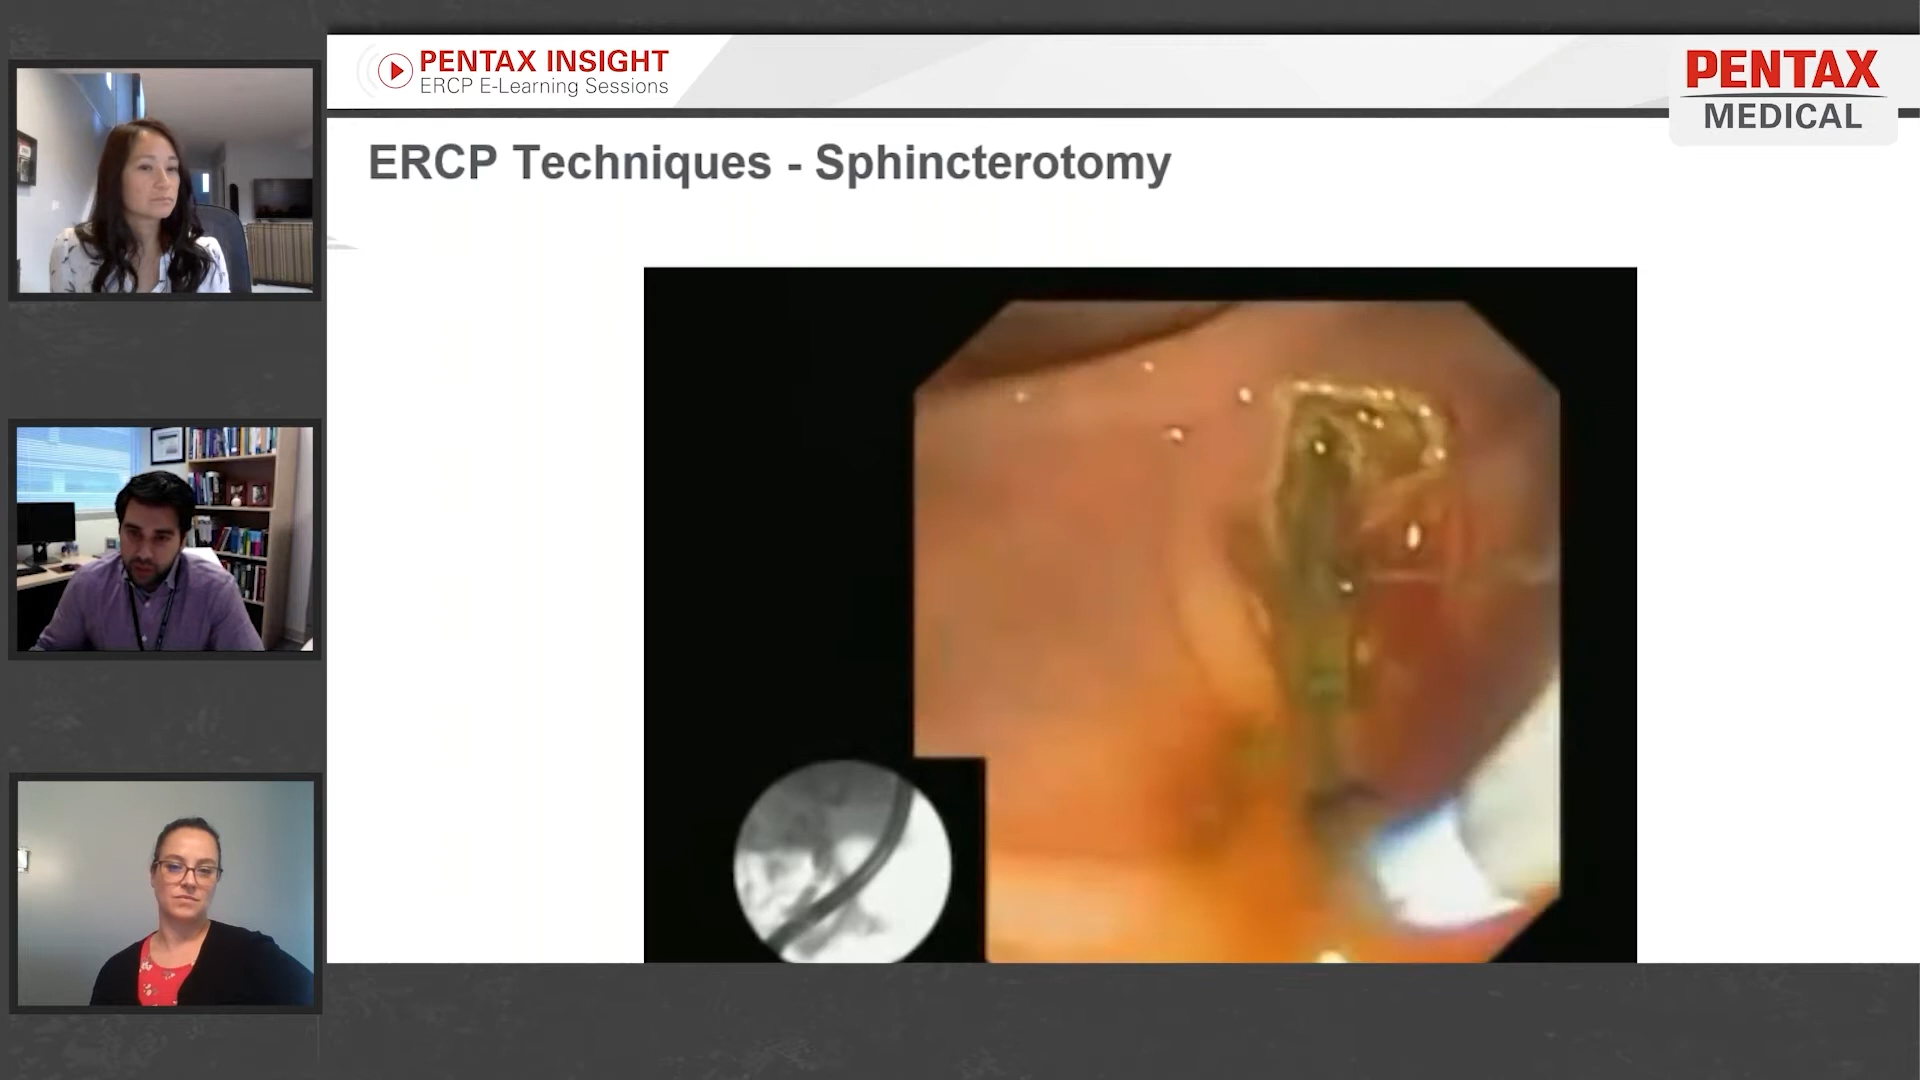 PENTAX INSIGHT
ERCP E-Learning Sessions
PENTAX
MEDICAL
ERCP Techniques - Sphincterotomy